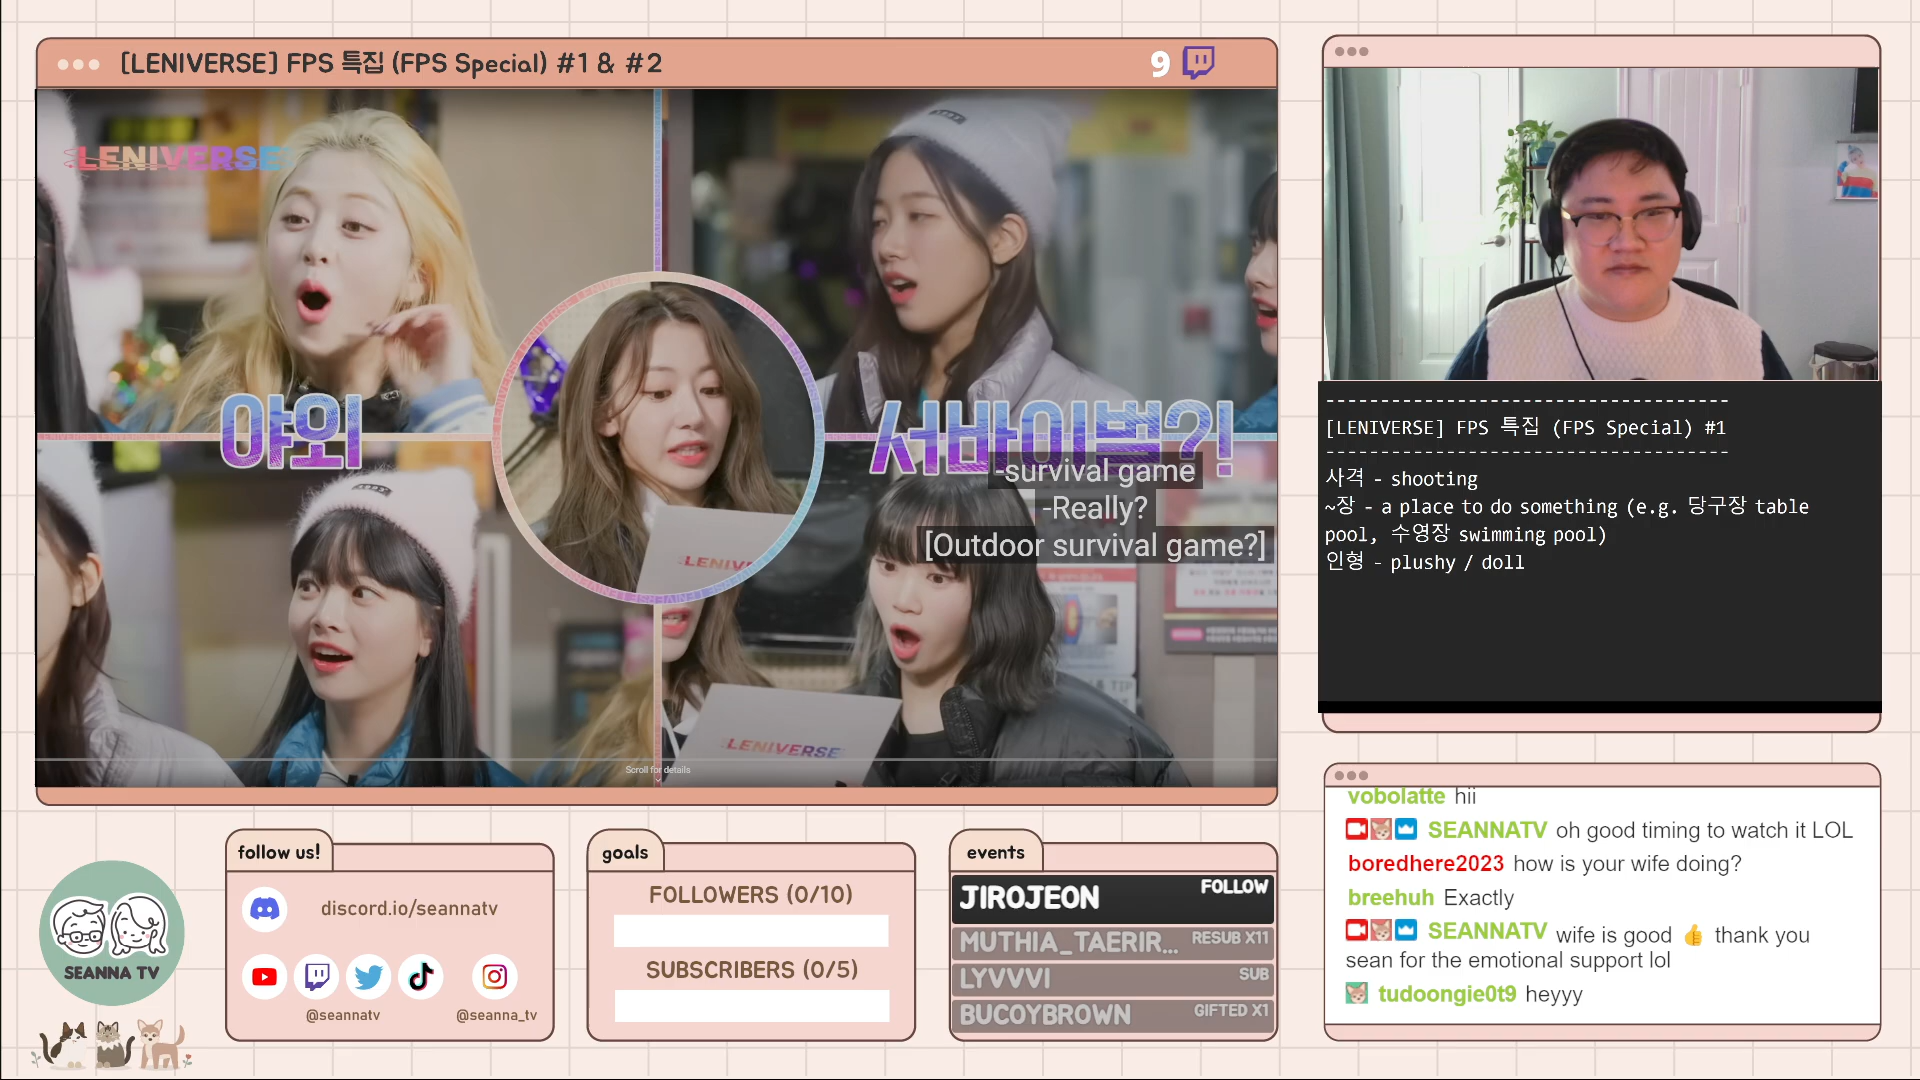 [LENIVERSE] FPS 특집 (FPS Special) #1 & #2
9
LENIVERSE
야외
서바이벌?!
-survival game
-Really?
[Outdoor survival game?]
LENIV
LENIVERSE
Scroll for details
-----------------------------------
[LENIVERSE] FPS 특집 (FPS Special) #1
-----------------------------------
사격 - shooting
~장 - a place to do something (e.g. 당구장 table
pool, 수영장 swimming pool)
인형 - plushy / doll
vobolatte hii
SEANNATV oh good timing to watch it LOL
boredhere2023 how is your wife doing?
breehuh Exactly
SEANNATV wife is good 👍 thank you
sean for the emotional support lol
tudoongie0t9 heyyy
SEANNA TV
follow us!
discord.io/seannatv
@seannatv
@seanna_tv
goals
FOLLOWERS (0/10)
SUBSCRIBERS (0/5)
events
JIROJEON FOLLOW
MUTHIA_TAERIR... RESUB X11
LYVVVI SUB
BUCOYBROWN GIFTED X1